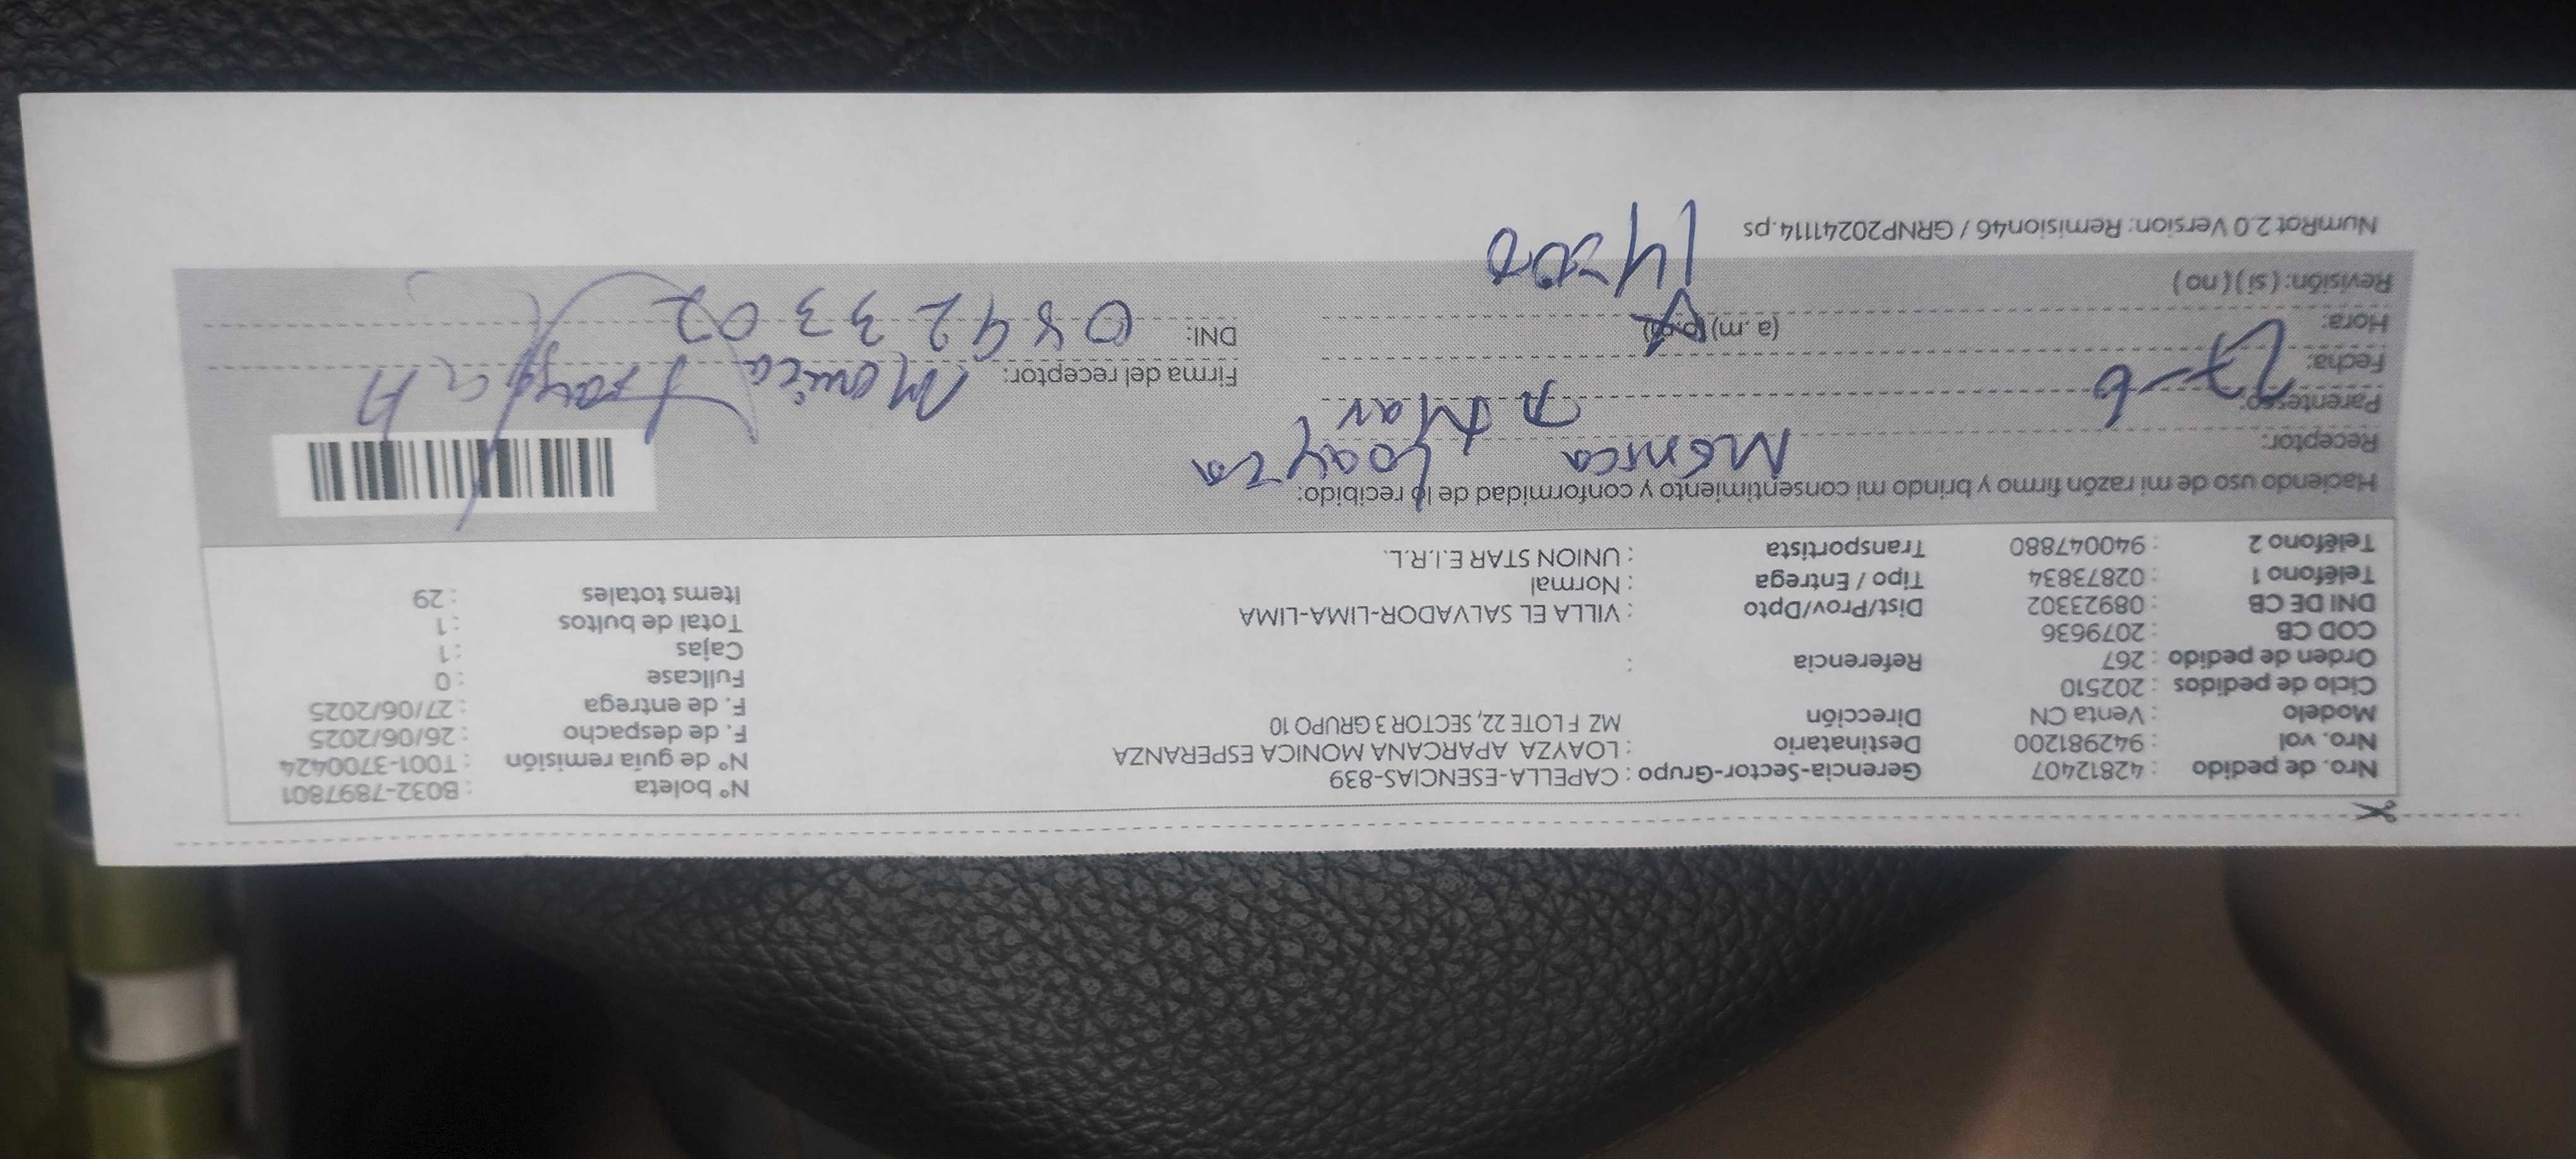 Nro. de pedido : 42812407 Gerencia-Sector-Grupo : CAPELLA-ESENCIAS-839 N° boleta : B032-7897801
Nro. vol : 942981200 Destinatario : LOAYZA APARCANA MONICA ESPERANZA N° de guía remisión : T001-3700424
Modelo : Venta CN Dirección MZ F LOTE 22, SECTOR 3 GRUPO 10 F. de despacho : 26/06/2025
Ciclo de pedidos : 202510 F. de entrega : 27/06/2025
Orden de pedido : 267 Referencia : Fullcase : 0
COD CB : 2079636 Cajas : 1
DNI DE CB : 08923302 Dist/Prov/Dpto : VILLA EL SALVADOR-LIMA-LIMA Total de bultos : 1
Teléfono 1 : 02873834 Tipo / Entrega : Normal Items totales : 29
Teléfono 2 : 940047880 Transportista : UNION STAR E.I.R.L.
Haciendo uso de mi razón firmo y brindo mi consentimiento y conformidad de lo recibido:
Receptor: Mónica Loayza
Parentesco:
Fecha: 27-6 Firma del receptor: Monica Loayza A
Hora: (a.m) (p.m) DNI: 08923302
Revisión: (si) (no) 14:00
NumRot 2.0 Version: Remision46 / GRNP20241114.ps